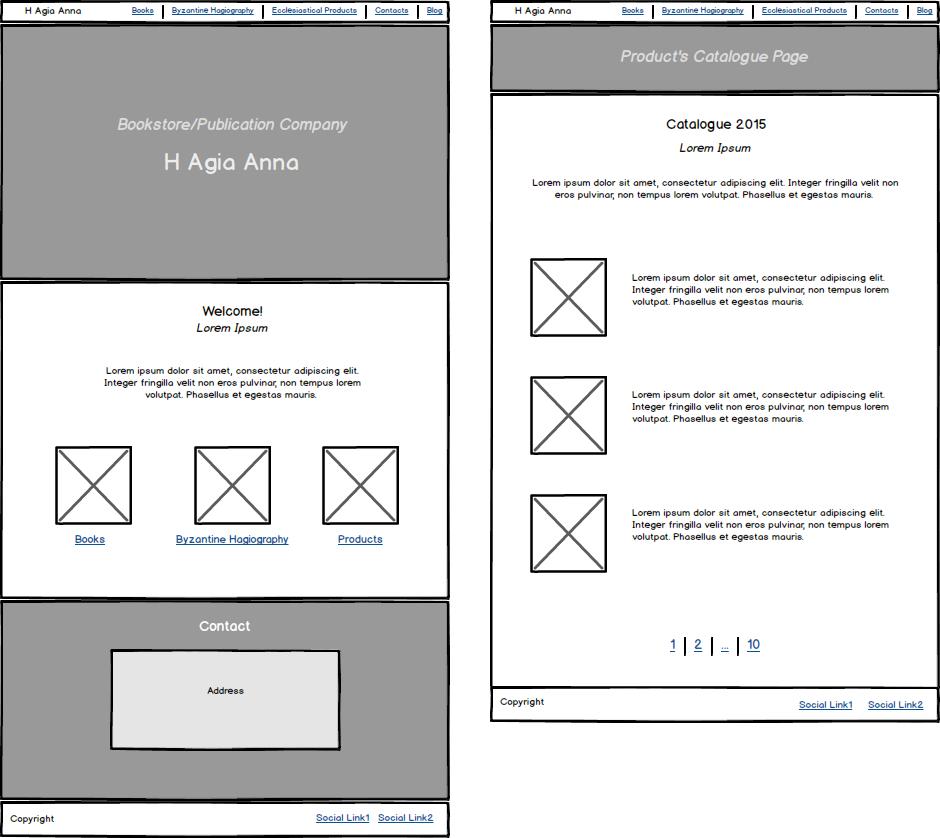 H Agia Anna Books Byzantine Hagiography Ecclesiastical Products Contacts Blog
Bookstore/Publication Company
H Agia Anna
Welcome!
Lorem Ipsum
Lorem ipsum dolor sit amet, consectetur adipiscing elit.
Integer fringilla velit non eros pulvinar, non tempus lorem
volutpat. Phasellus et egestas mauris.
Books Byzantine Hagiography Products
Contact
Address
Copyright Social Link1 Social Link2
H Agia Anna Books Byzantine Hagiography Ecclesiastical Products Contacts Blog
Product's Catalogue Page
Catalogue 2015
Lorem Ipsum
Lorem ipsum dolor sit amet, consectetur adipiscing elit. Integer fringilla velit non
eros pulvinar, non tempus lorem volutpat. Phasellus et egestas mauris.
Lorem ipsum dolor sit amet, consectetur adipiscing elit.
Integer fringilla velit non eros pulvinar, non tempus lorem
volutpat. Phasellus et egestas mauris.
Lorem ipsum dolor sit amet, consectetur adipiscing elit.
Integer fringilla velit non eros pulvinar, non tempus lorem
volutpat. Phasellus et egestas mauris.
Lorem ipsum dolor sit amet, consectetur adipiscing elit.
Integer fringilla velit non eros pulvinar, non tempus lorem
volutpat. Phasellus et egestas mauris.
1 2 ... 10
Copyright Social Link1 Social Link2